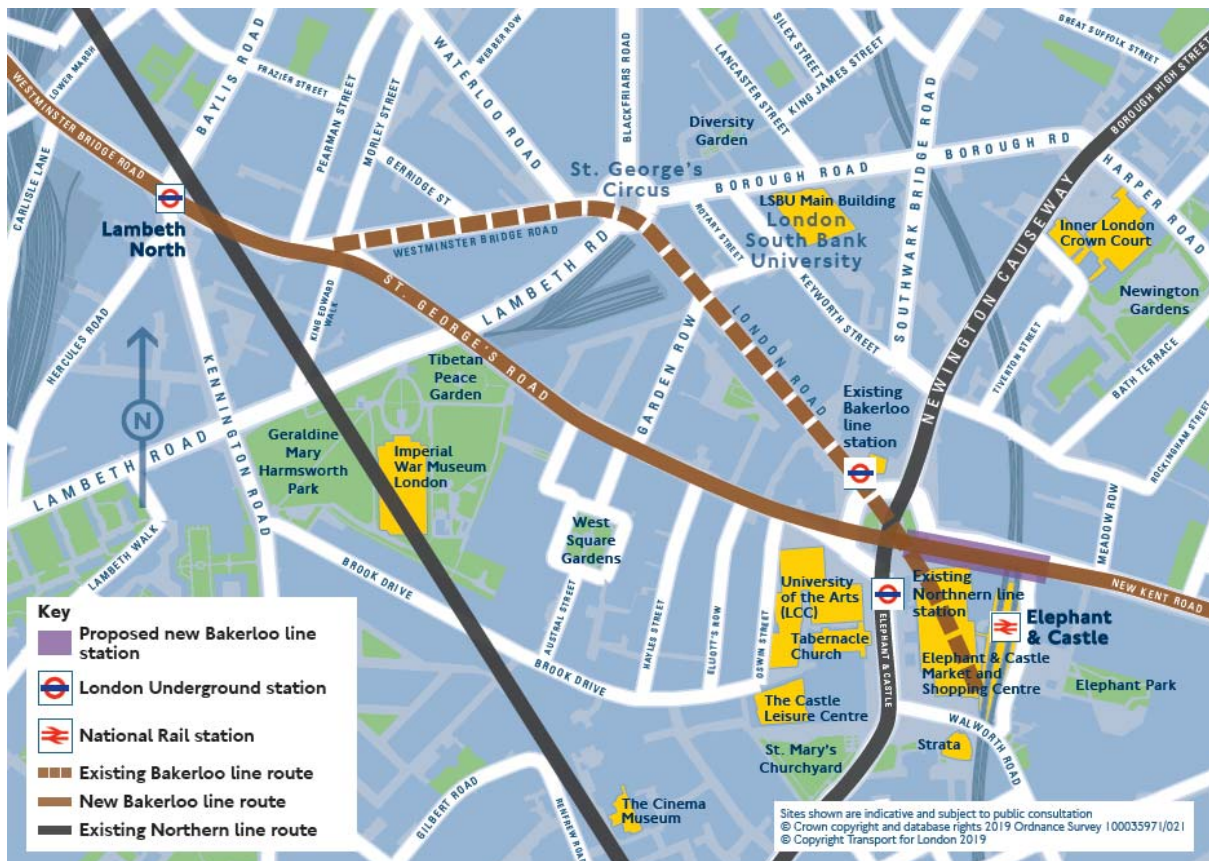 LOWER MARSH
BAYLIS ROAD
FRAZIER STREET
WATERLOO ROAD
WEBBER ROW
BLACKFRIARS ROAD
LANCASTER STREET
SILEX STREET
KING JAMES STREET
GREAT SUFFOLK STREET
BOROUGH HIGH STREET
WESTMINSTER BRIDGE ROAD
CARLISLE LANE
PEARMAN STREET
MORLEY STREET
GERRIDGE ST
Diversity
Garden
BOROUGH ROAD
BOROUGH RD
SOUTHWARK BRIDGE ROAD
HARPER ROAD
St. George's
Circus
Lambeth
North
WESTMINSTER BRIDGE ROAD
LAMBETH RD
ROTARY STREET
LSBU Main Building
London
South Bank
University
KEYWORTH STREET
NEWINGTON CAUSEWAY
Inner London
Crown Court
Newington
Gardens
HERCULES ROAD
KING EDWARD
WALK
ST. GEORGE'S ROAD
LONDON ROAD
GARDEN ROW
TIVERTON STREET
BATH TERRACE
ROCKINGHAM STREET
N
KENNINGTON ROAD
Tibetan
Peace
Garden
Existing
Bakerloo
line
station
LAMBETH ROAD
Geraldine
Mary
Harmsworth
Park
Imperial
War Museum
London
LAMBETH WALK
BROOK DRIVE
West
Square
Gardens
MEADOW ROW
NEW KENT ROAD
AUSTRAL STREET
HAYLES STREET
ELLIOTT'S ROW
OSWIN STREET
University
of the Arts
(LCC)
Tabernacle
Church
Existing
Northnern line
station
ELEPHANT & CASTLE
Elephant
& Castle
Elephant & Castle
Market and
Shopping Centre
Elephant Park
BROOK DRIVE
The Castle
Leisure Centre
St. Mary's
Churchyard
Strata
WALWORTH ROAD
GILBERT ROAD
RENFREW ROAD
The Cinema
Museum
Key
Proposed new Bakerloo line
station
London Underground station
National Rail station
Existing Bakerloo line route
New Bakerloo line route
Existing Northern line route
Sites shown are indicative and subject to public consultation
© Crown copyright and database rights 2019 Ordnance Survey 100035971/021
© Copyright Transport for London 2019